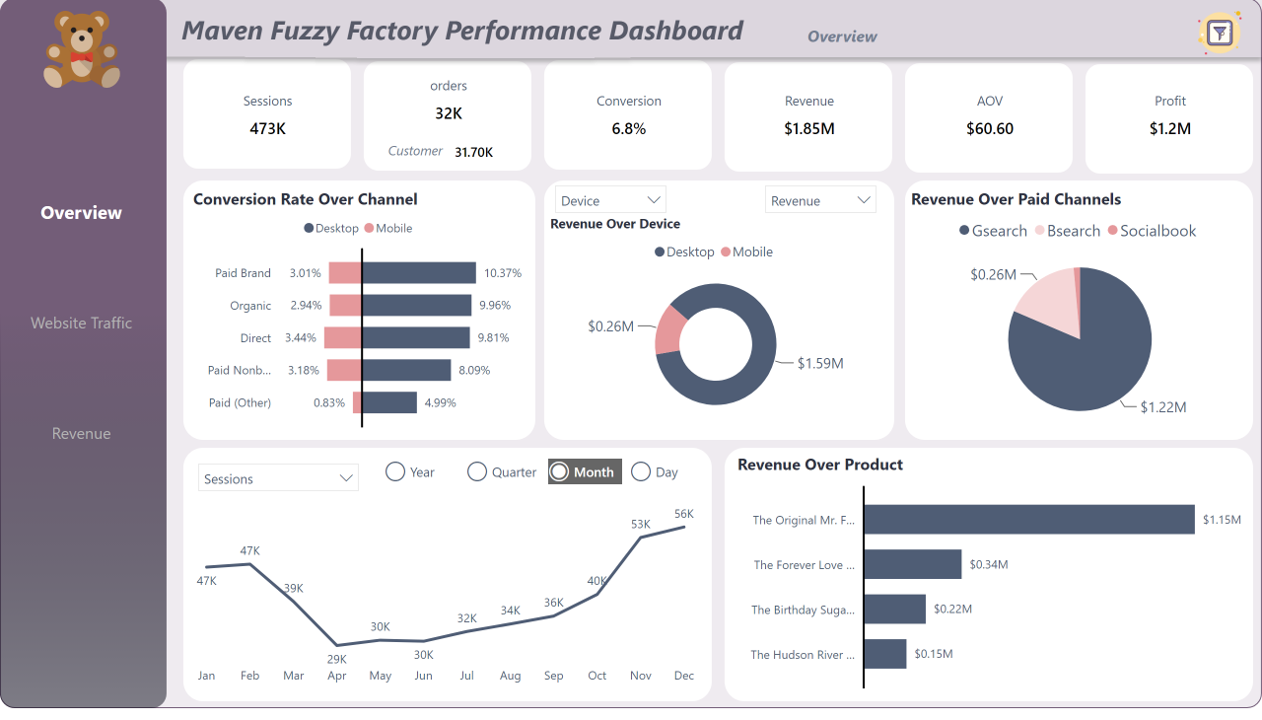 Maven Fuzzy Factory Performance Dashboard
Overview
Overview
Website Traffic
Revenue
Sessions
473K
orders
32K
Customer 31.70K
Conversion
6.8%
Revenue
$1.85M
AOV
$60.60
Profit
$1.2M
Conversion Rate Over Channel
Desktop Mobile
Paid Brand 3.01% 10.37%
Organic 2.94% 9.96%
Direct 3.44% 9.81%
Paid Nonb... 3.18% 8.09%
Paid (Other) 0.83% 4.99%
Device Revenue
Revenue Over Device
Desktop Mobile
$0.26M
$1.59M
Revenue Over Paid Channels
Gsearch Bsearch Socialbook
$0.26M
$1.22M
Sessions Year Quarter Month Day
47K 47K 39K 29K 30K 30K 32K 34K 36K 40K 53K 56K
Jan Feb Mar Apr May Jun Jul Aug Sep Oct Nov Dec
Revenue Over Product
The Original Mr. F... $1.15M
The Forever Love ... $0.34M
The Birthday Suga... $0.22M
The Hudson River ... $0.15M